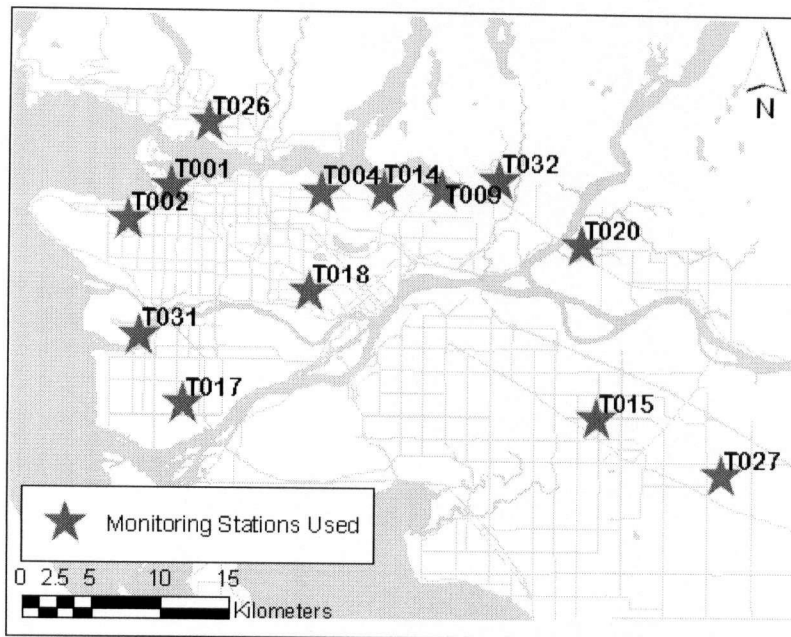 N
T026
T001
T002
T004
T014
T009
T032
T020
T018
T031
T017
T015
T027
Monitoring Stations Used
0 2.5 5 10 15
Kilometers